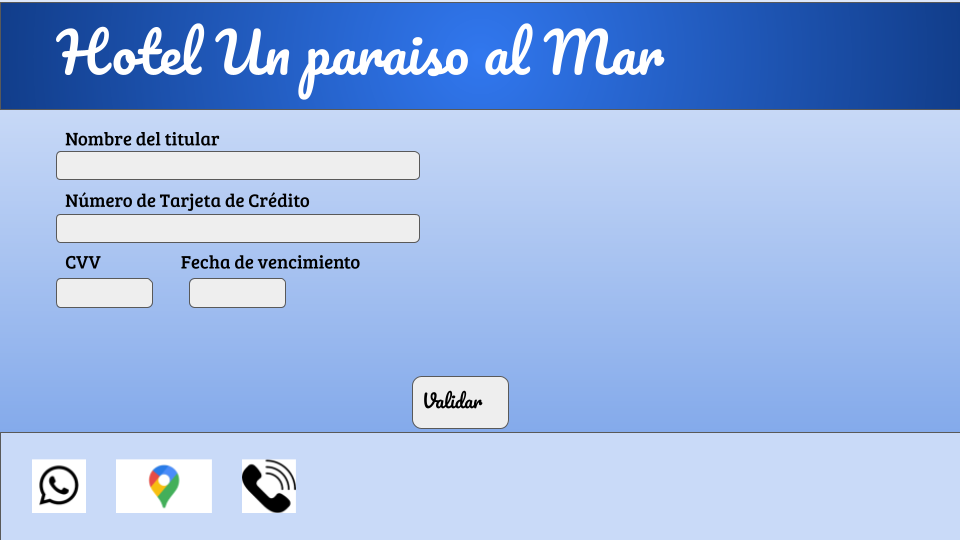 Hotel Un paraiso al Mar
Nombre del titular
Número de Tarjeta de Crédito
CVV Fecha de vencimiento
Validar